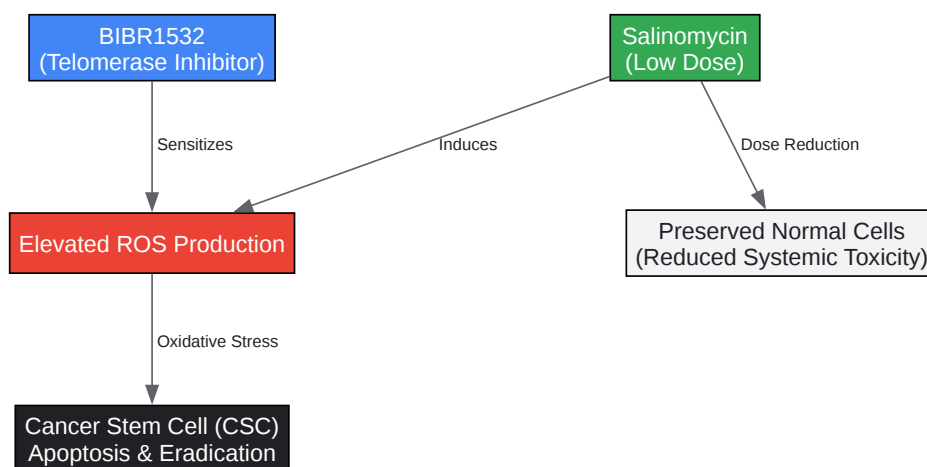 BIBR1532
(Telomerase Inhibitor)
Salinomycin
(Low Dose)
Sensitizes
Induces
Dose Reduction
Elevated ROS Production
Preserved Normal Cells
(Reduced Systemic Toxicity)
Oxidative Stress
Cancer Stem Cell (CSC)
Apoptosis & Eradication